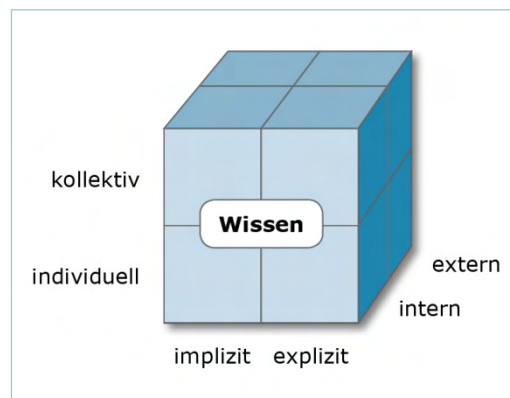 kollektiv
Wissen
individuell
extern
intern
implizit explizit